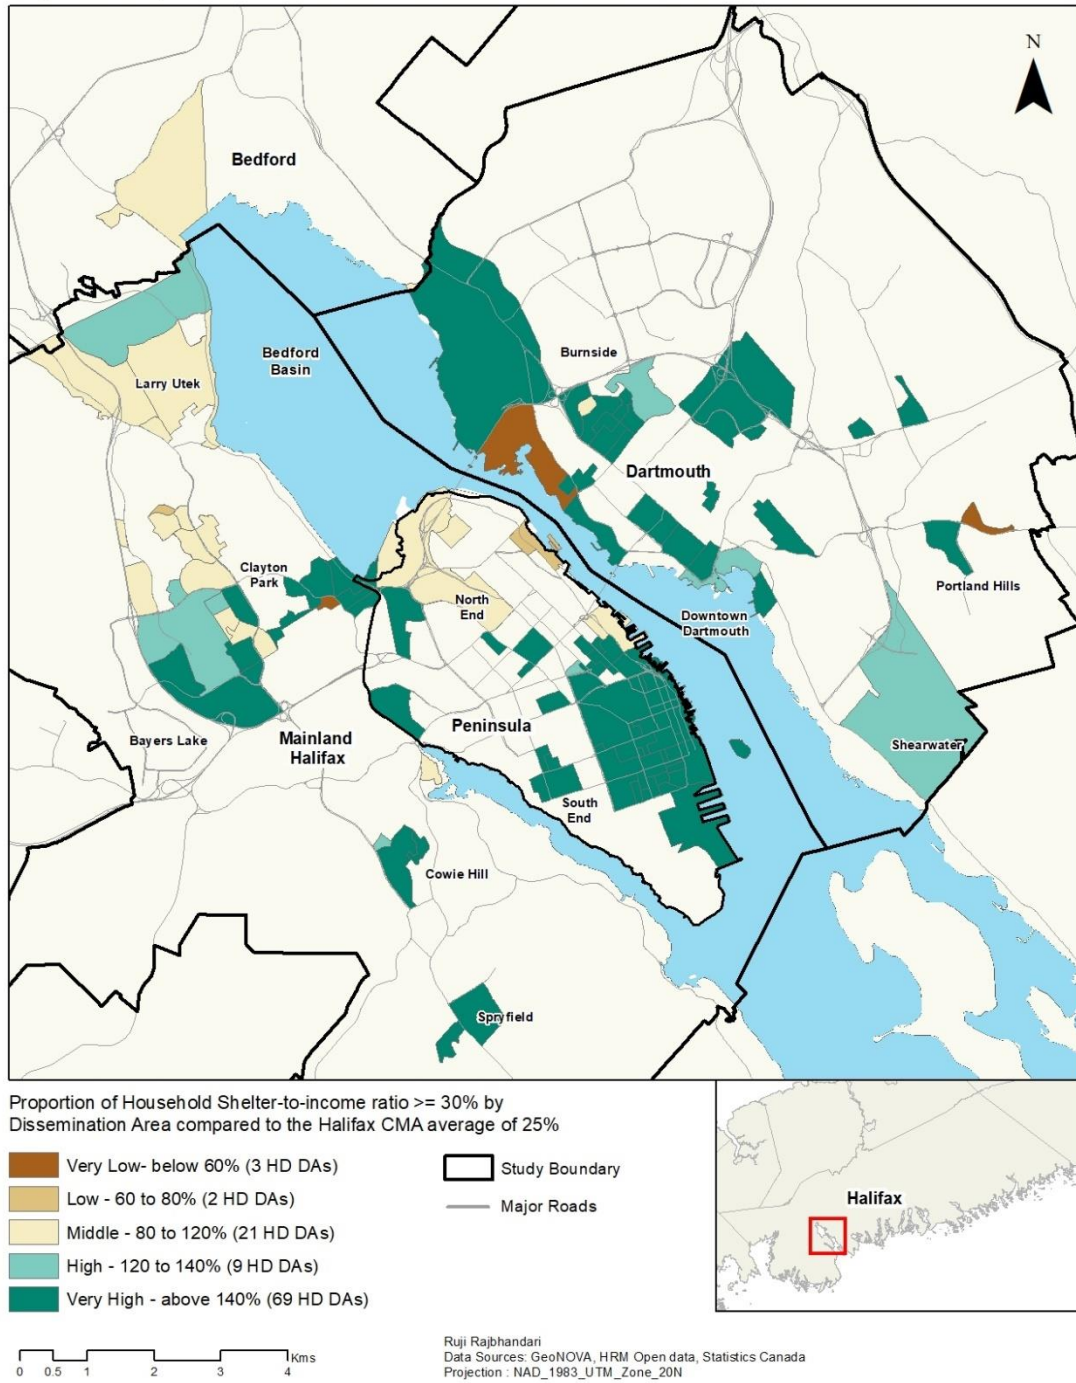 N
Bedford
Bedford
Basin
Burnside
Larry Utek
Dartmouth
Clayton
Park
North
End
Portland Hills
Downtown
Dartmouth
Peninsula
Bayers Lake
Mainland
Halifax
Shearwater
South
End
Cowie Hill
Spryfield
Proportion of Household Shelter-to-income ratio >= 30% by
Dissemination Area compared to the Halifax CMA average of 25%
Very Low- below 60% (3 HD DAs)
Low - 60 to 80% (2 HD DAs)
Middle - 80 to 120% (21 HD DAs)
High - 120 to 140% (9 HD DAs)
Very High - above 140% (69 HD DAs)
Study Boundary
Major Roads
Halifax
Kms
0 0.5 1 2 3 4
Ruji Rajbhandari
Data Sources: GeoNOVA, HRM Open data, Statistics Canada
Projection : NAD_1983_UTM_Zone_20N